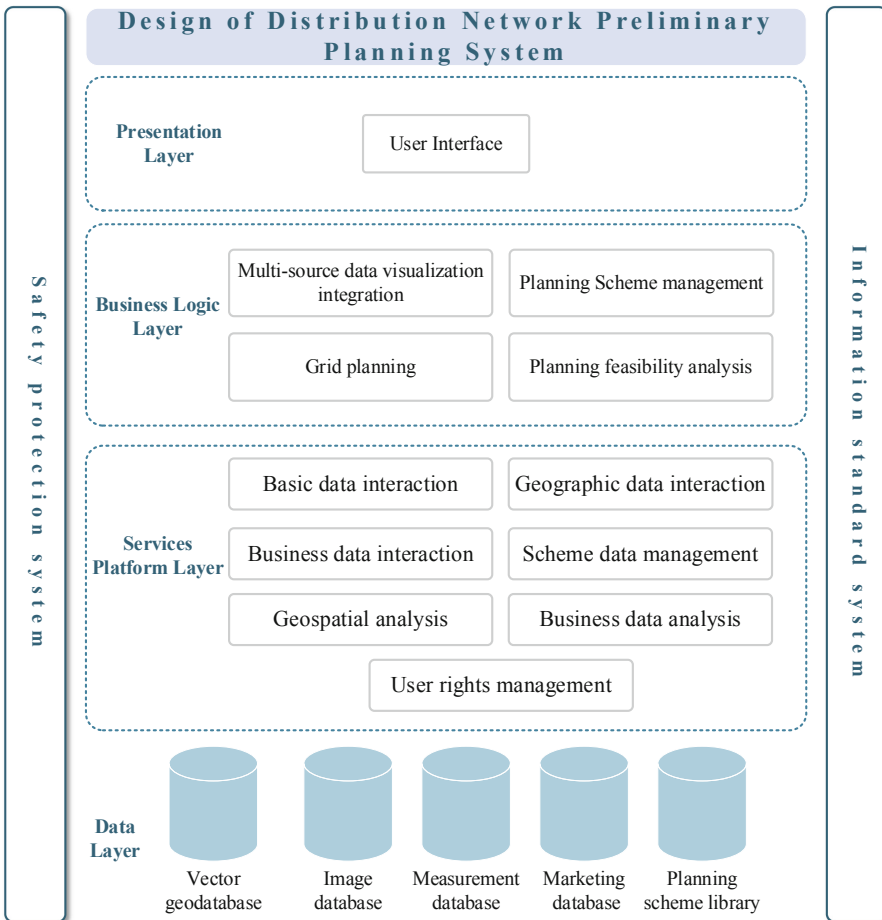 Design of Distribution Network Preliminary
Planning System
Safety protection system
Presentation
Layer
User Interface
Business Logic
Layer
Multi-source data visualization
integration
Planning Scheme management
Grid planning
Planning feasibility analysis
Services
Platform Layer
Basic data interaction
Geographic data interaction
Business data interaction
Scheme data management
Geospatial analysis
Business data analysis
User rights management
Data
Layer
Vector
geodatabase
Image
database
Measurement
database
Marketing
database
Planning
scheme library
Information standard system